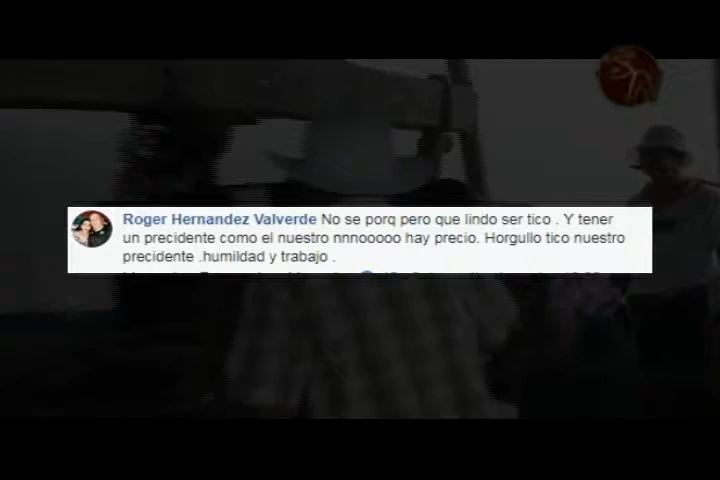 Roger Hernandez Valverde No se porq pero que lindo ser tico . Y tener
un precidente como el nuestro nnnooooo hay precio. Horgullo tico nuestro
precidente .humildad y trabajo .